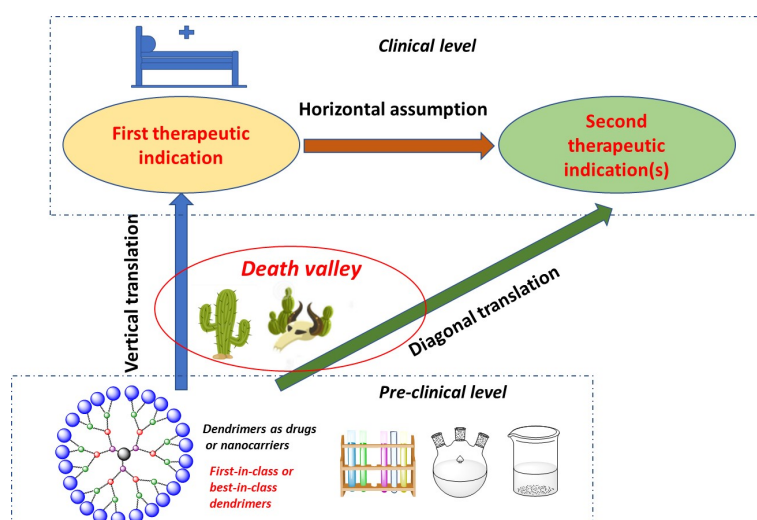 Clinical level
Horizontal assumption
First therapeutic
indication
Second
therapeutic
indication(s)
Vertical translation
Death valley
Diagonal translation
Pre-clinical level
Dendrimers as drugs
or nanocarriers
First-in-class or
best-in-class
dendrimers